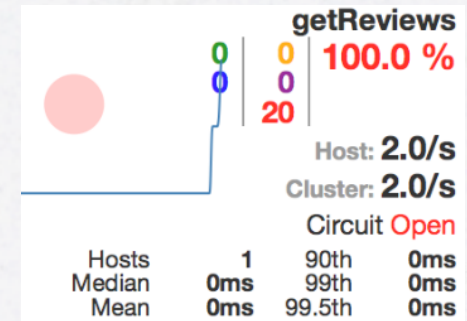 getReviews
0 0 100.0 %
0 0
20
Host: 2.0/s
Cluster: 2.0/s
Circuit Open
Hosts 1 90th 0ms
Median 0ms 99th 0ms
Mean 0ms 99.5th 0ms